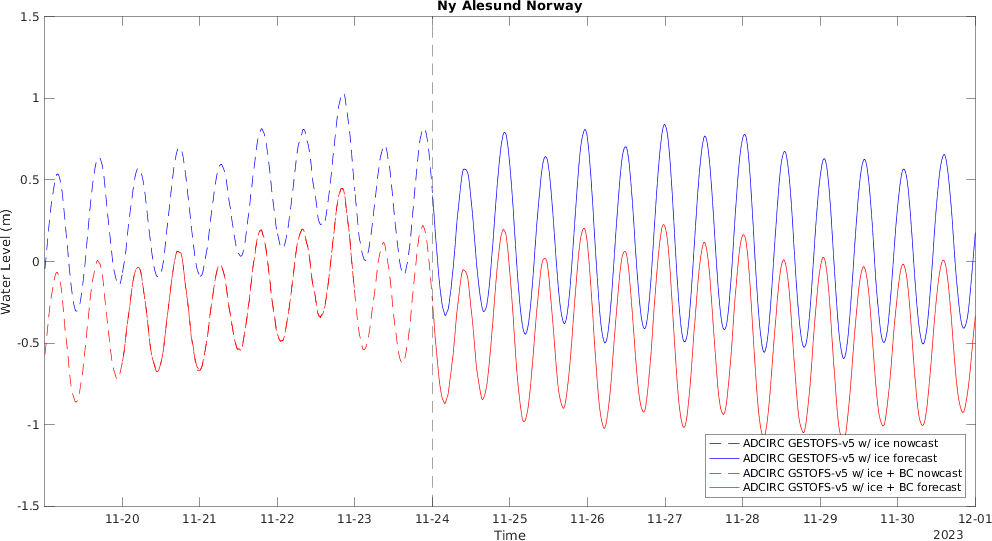 Ny Alesund Norway
1.5
1
0.5
0
-0.5
-1
-1.5
Water Level (m)
ADCIRC GESTOFS-v5 w/ ice nowcast
ADCIRC GESTOFS-v5 w/ ice forecast
ADCIRC GSTOFS-v5 w/ ice + BC nowcast
ADCIRC GSTOFS-v5 w/ ice + BC forecast
11-20 11-21 11-22 11-23 11-24 11-25 11-26 11-27 11-28 11-29 11-30 12-01
Time
2023